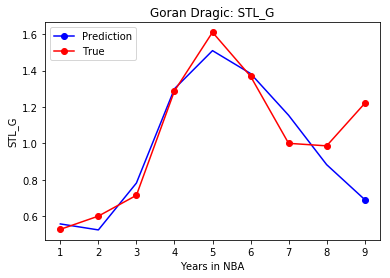 Goran Dragic: STL_G
Prediction
True
1.6
1.4
1.2
1.0
0.8
0.6
STL_G
1 2 3 4 5 6 7 8 9
Years in NBA